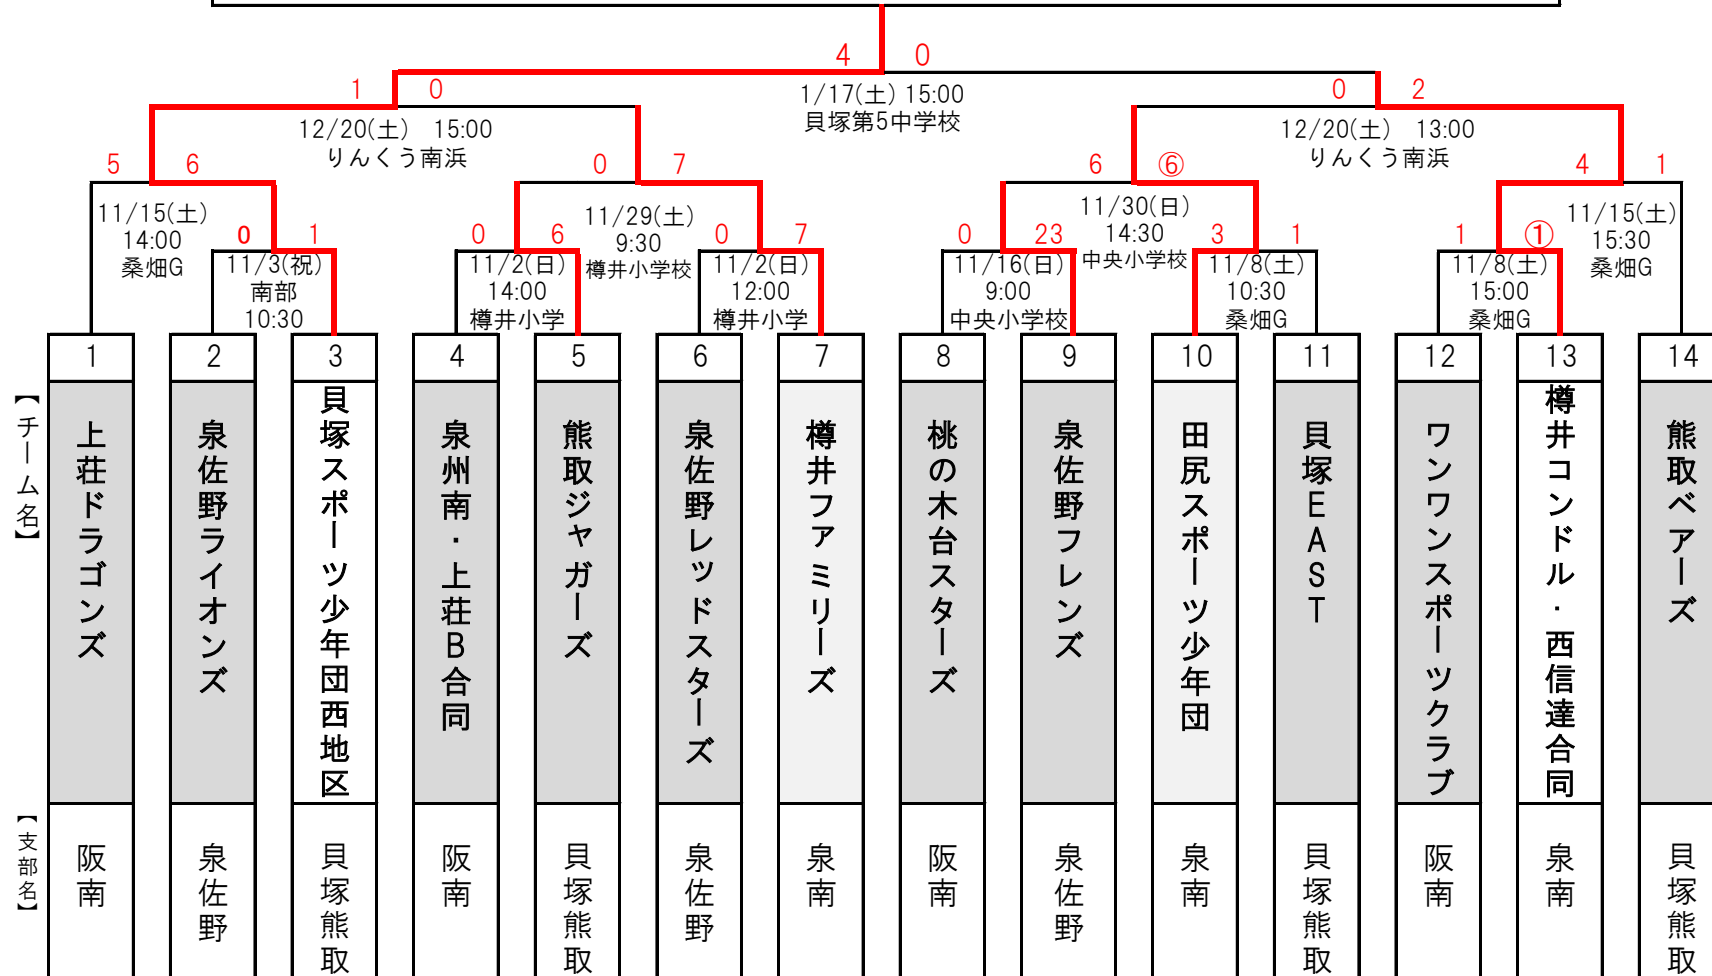 4 0
1/17(土) 15:00
貝塚第5中学校
1 0
12/20(土) 15:00
りんくう南浜
0 2
12/20(土) 13:00
りんくう南浜
5 6
11/15(土)
14:00
桑畑G
0 7
11/29(土)
9:30
樽井小学校
6 ⑥
11/30(日)
14:30
中央小学校
4 1
11/15(土)
15:30
桑畑G
0 1
11/3(祝)
南部
10:30
0 6
11/2(日)
14:00
樽井小学
0 7
11/2(日)
12:00
樽井小学
0 23
11/16(日)
9:00
中央小学校
3 1
11/8(土)
10:30
桑畑G
1 ①
11/8(土)
15:00
桑畑G
1 2 3 4 5 6 7 8 9 10 11 12 13 14
【チーム名】
上荘ドラゴンズ
泉佐野ライオンズ
貝塚スポーツ少年団西地区
泉州南・上荘B合同
熊取ジャガーズ
泉佐野レッドスターズ
樽井ファミリーズ
桃の木台スターズ
泉佐野フレンズ
田尻スポーツ少年団
貝塚EAST
ワンワンスポーツクラブ
樽井コンドル・西信達合同
熊取ベアーズ
【支部名】
阪南
泉佐野
貝塚熊取
阪南
貝塚熊取
泉佐野
泉南
阪南
泉佐野
泉南
貝塚熊取
阪南
泉南
貝塚熊取